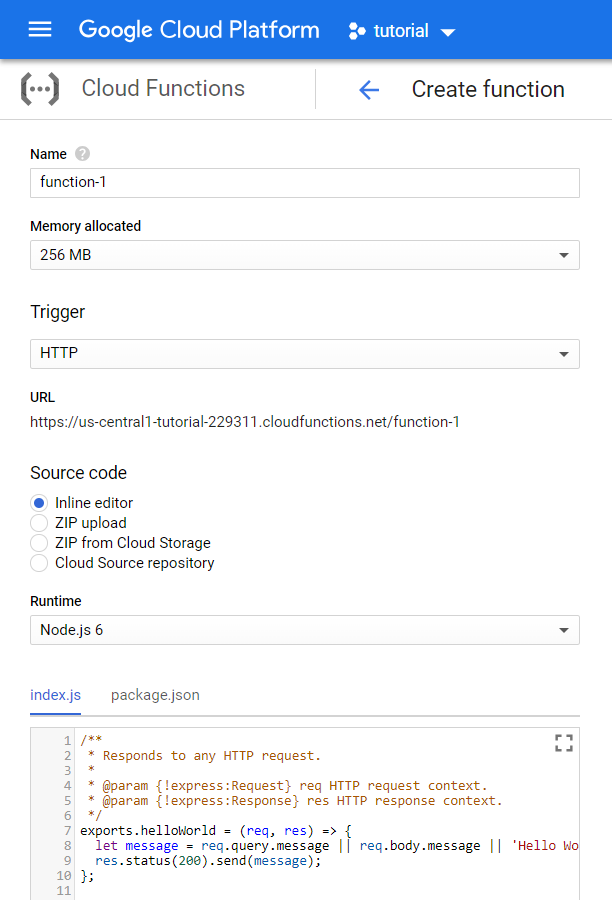 Google Cloud Platform tutorial
Cloud Functions Create function
Name ?
function-1
Memory allocated
256 MB
Trigger
HTTP
URL
https://us-central1-tutorial-229311.cloudfunctions.net/function-1
Source code
Inline editor
ZIP upload
ZIP from Cloud Storage
Cloud Source repository
Runtime
Node.js 6
index.js package.json
1 /**
2  * Responds to any HTTP request.
3  *
4  * @param {!express:Request} req HTTP request context.
5  * @param {!express:Response} res HTTP response context.
6  */
7 exports.helloWorld = (req, res) => {
8   let message = req.query.message || req.body.message || 'Hello Wo
9   res.status(200).send(message);
10 };
11